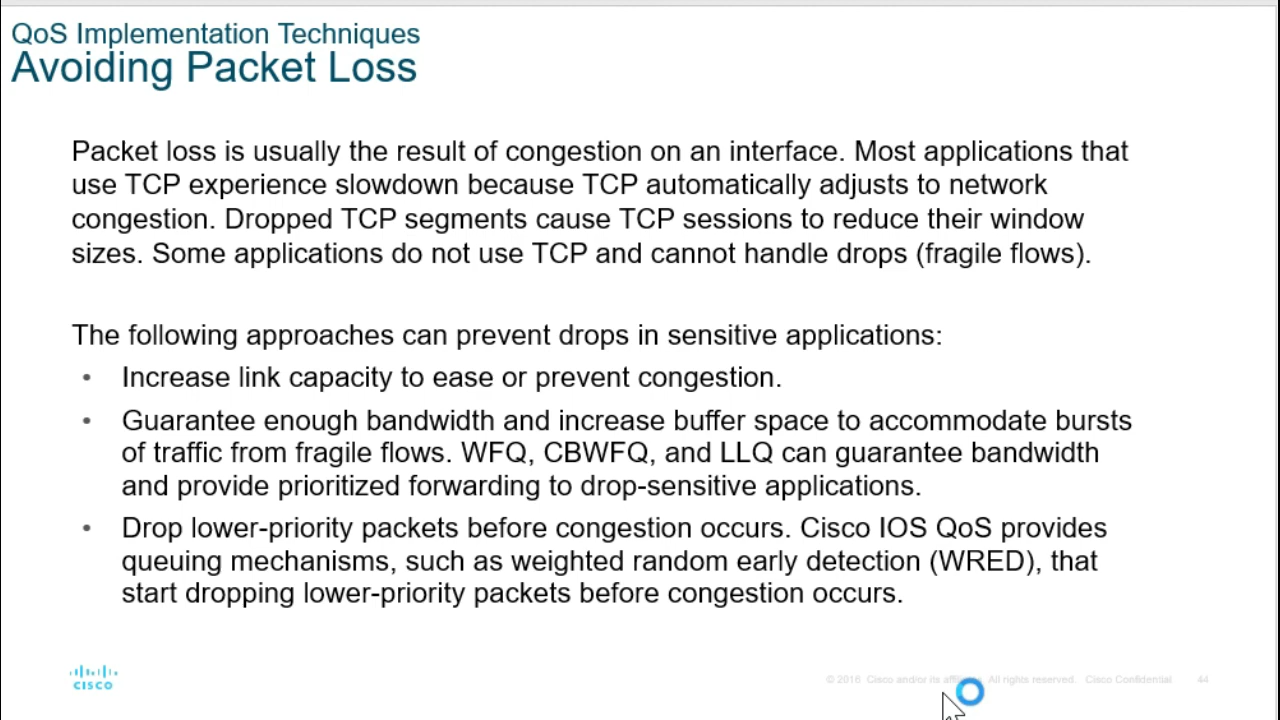 QoS Implementation Techniques
Avoiding Packet Loss
Packet loss is usually the result of congestion on an interface. Most applications that
use TCP experience slowdown because TCP automatically adjusts to network
congestion. Dropped TCP segments cause TCP sessions to reduce their window
sizes. Some applications do not use TCP and cannot handle drops (fragile flows).
The following approaches can prevent drops in sensitive applications:
• Increase link capacity to ease or prevent congestion.
• Guarantee enough bandwidth and increase buffer space to accommodate bursts
of traffic from fragile flows. WFQ, CBWFQ, and LLQ can guarantee bandwidth
and provide prioritized forwarding to drop-sensitive applications.
• Drop lower-priority packets before congestion occurs. Cisco IOS QoS provides
queuing mechanisms, such as weighted random early detection (WRED), that
start dropping lower-priority packets before congestion occurs.
CISCO
© 2016 Cisco and/or its All rights reserved. Cisco Confidential 44